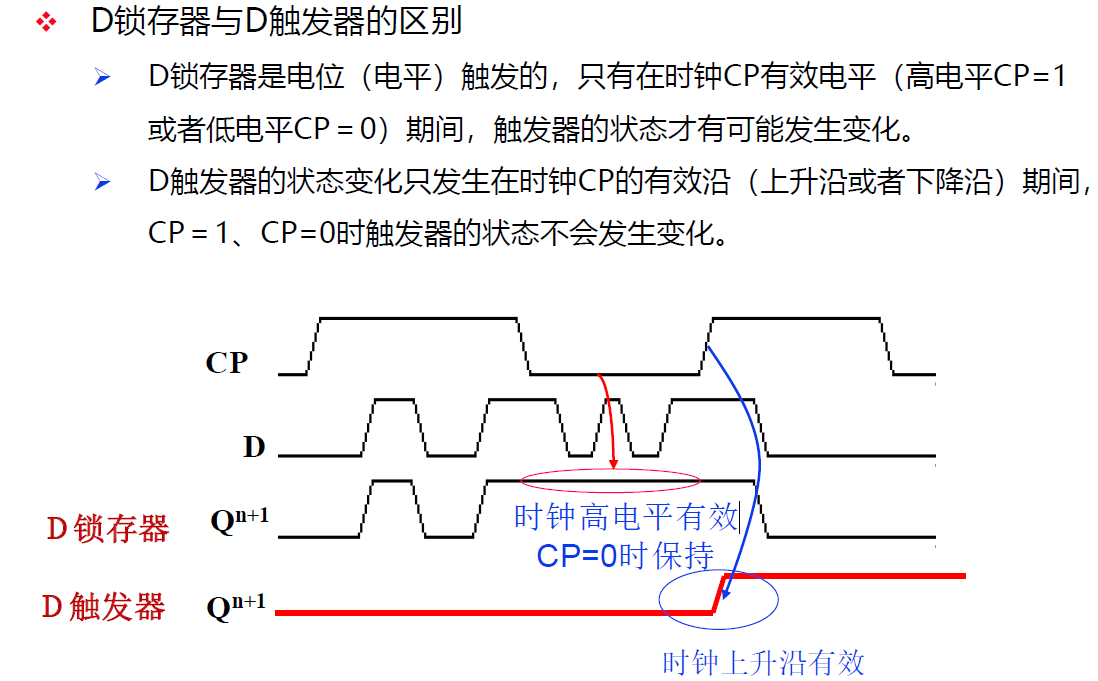 D锁存器与D触发器的区别
D锁存器是电位（电平）触发的，只有在时钟CP有效电平（高电平CP=1
或者低电平CP = 0）期间，触发器的状态才有可能发生变化。
D触发器的状态变化只发生在时钟CP的有效沿（上升沿或者下降沿）期间，
CP = 1、CP=0时触发器的状态不会发生变化。
CP
D
D 锁存器 Qⁿ⁺¹
时钟高电平有效
CP=0时保持
D 触发器 Qⁿ⁺¹
时钟上升沿有效